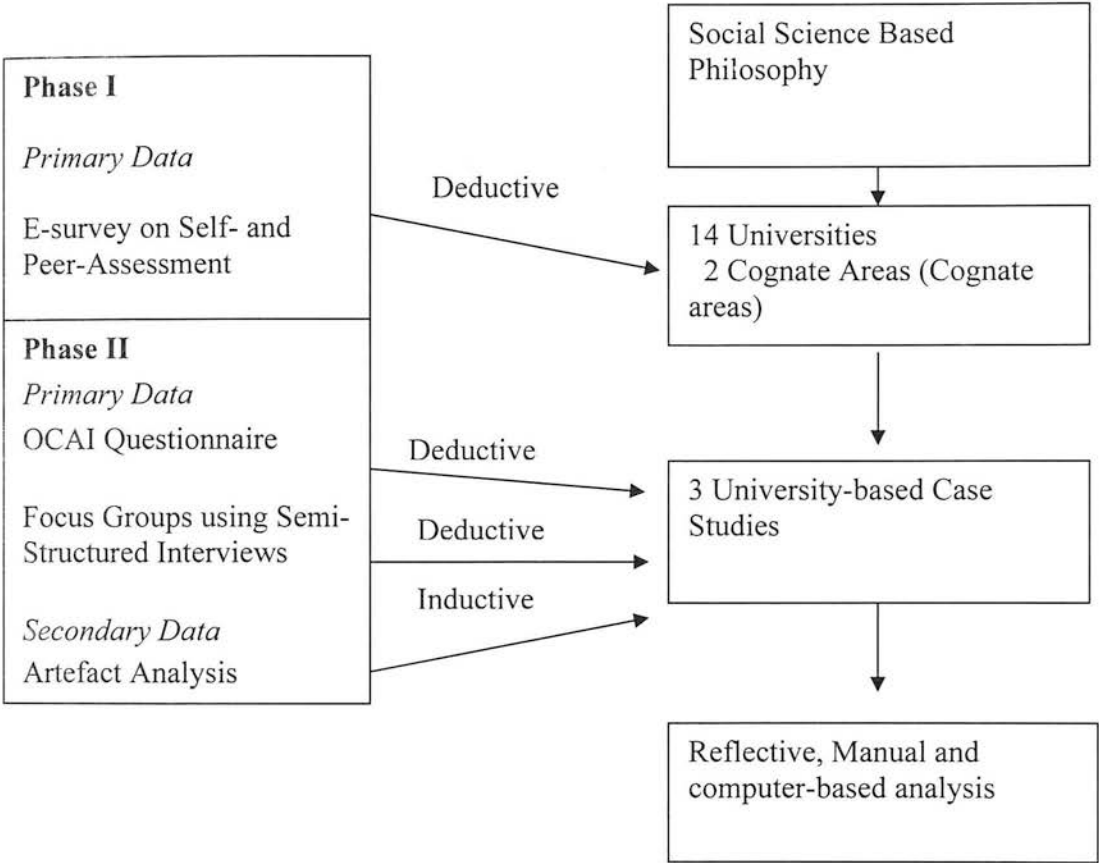 Phase I
Primary Data
E-survey on Self- and
Peer-Assessment
Phase II
Primary Data
OCAI Questionnaire
Focus Groups using Semi-
Structured Interviews
Secondary Data
Artefact Analysis
Deductive
Deductive
Deductive
Inductive
Social Science Based
Philosophy
14 Universities
2 Cognate Areas (Cognate
areas)
3 University-based Case
Studies
Reflective, Manual and
computer-based analysis